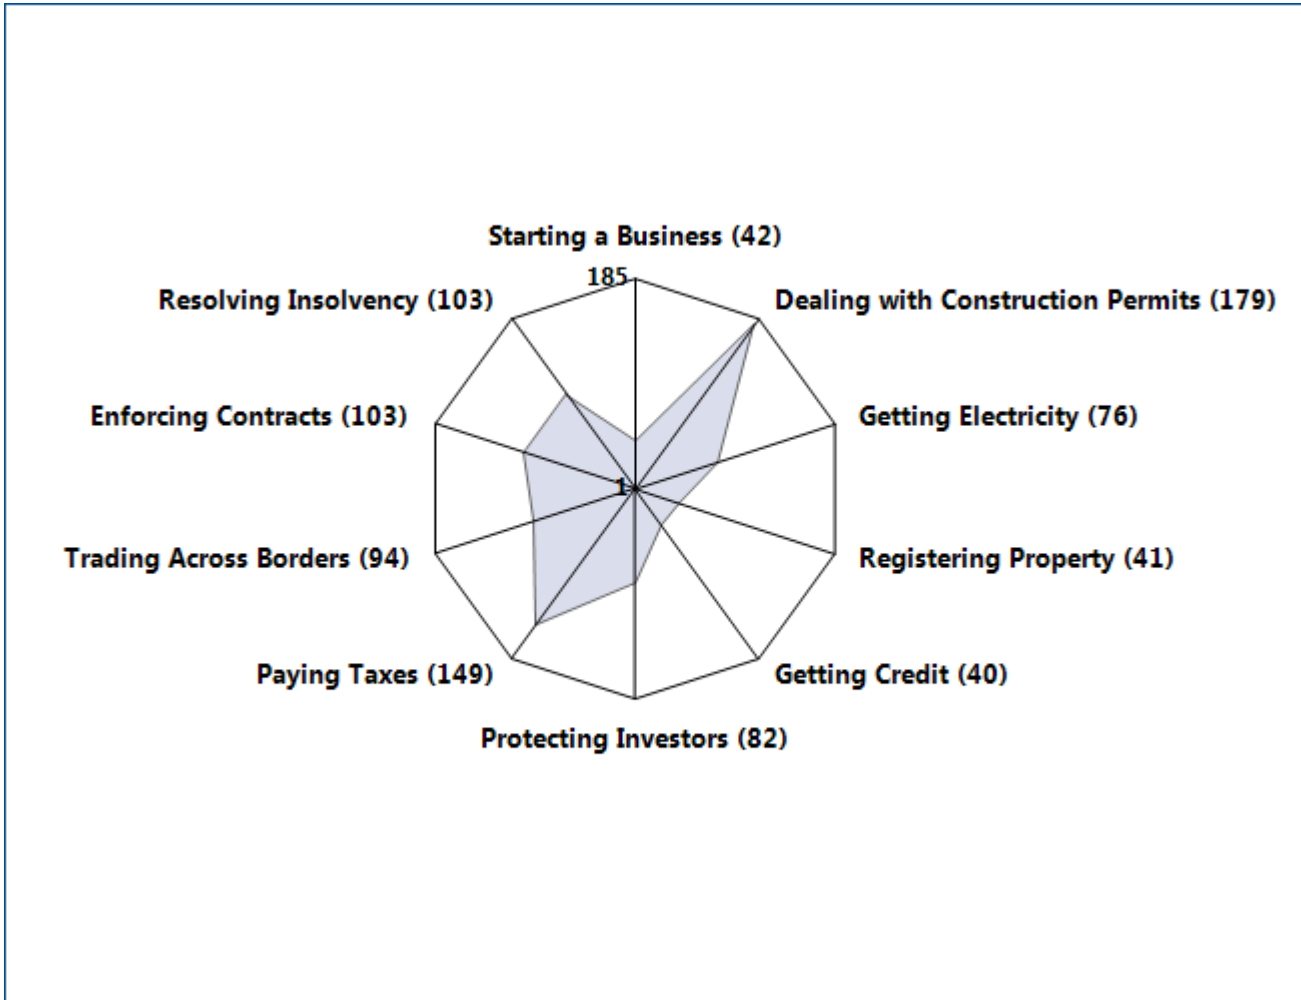 Starting a Business (42)
185
Resolving Insolvency (103)
Dealing with Construction Permits (179)
Enforcing Contracts (103)
Getting Electricity (76)
1
Trading Across Borders (94)
Registering Property (41)
Paying Taxes (149)
Getting Credit (40)
Protecting Investors (82)